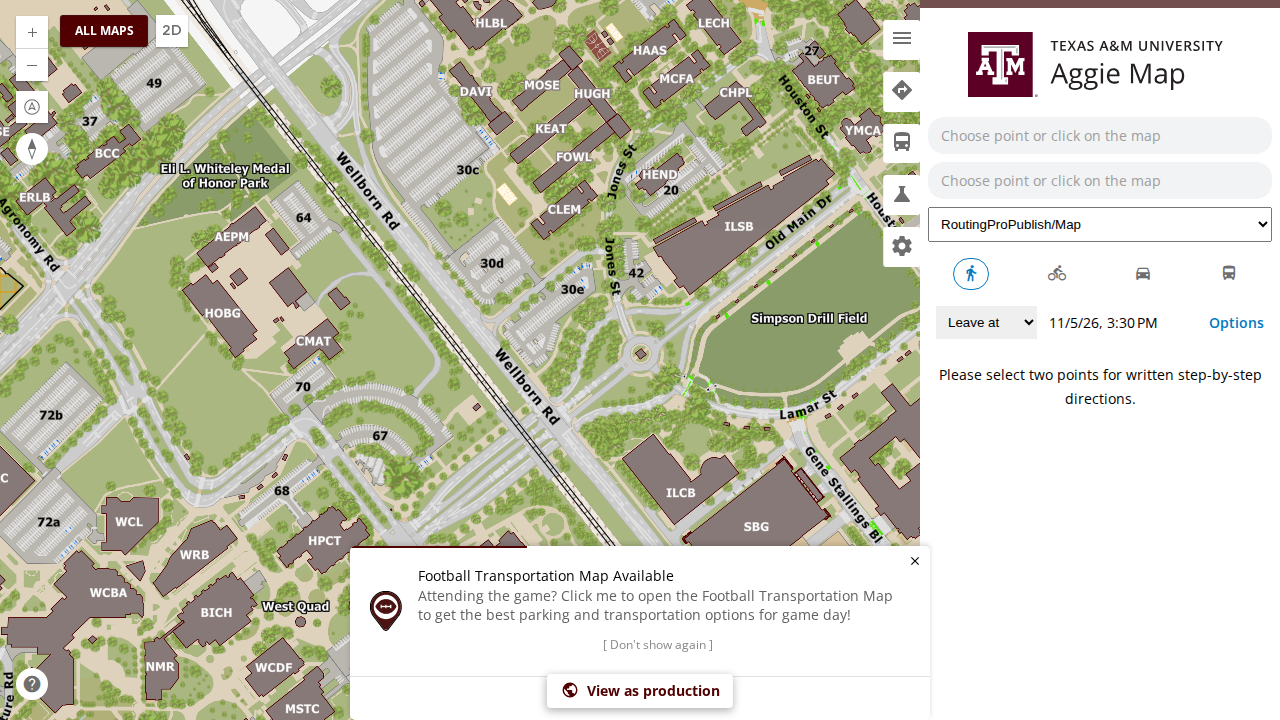 ALL MAPS
2D
HLBL
LECH
HAAS
27
49
MCFA
BEUT
DAVI
MOSE
HUGH
CHPL
Houston St
37
KEAT
YMCA
BCC
FOWL
Eli L. Whiteley Medal
of Honor Park
Wellborn Rd
30c
Jones St
HEND
20
ERLB
64
CLEM
Agronomy Rd
AEPM
ILSB
Old Main Dr
30d
Jones St
42
30e
HOBG
Simpson Drill Field
CMAT
Wellborn Rd
70
Lamar St
72b
67
Gene Stallings Bl
68
ILCB
72a
WCL
SBG
HPCT
WRB
WCBA
BICH
West Quad
NMR
WCDF
MSTC
TEXAS A&M UNIVERSITY
Aggie Map
Choose point or click on the map
Choose point or click on the map
RoutingProPublish/Map
Leave at
11/5/26, 3:30 PM
Options
Please select two points for written step-by-step
directions.
Football Transportation Map Available
Attending the game? Click me to open the Football Transportation Map
to get the best parking and transportation options for game day!
[ Don't show again ]
View as production